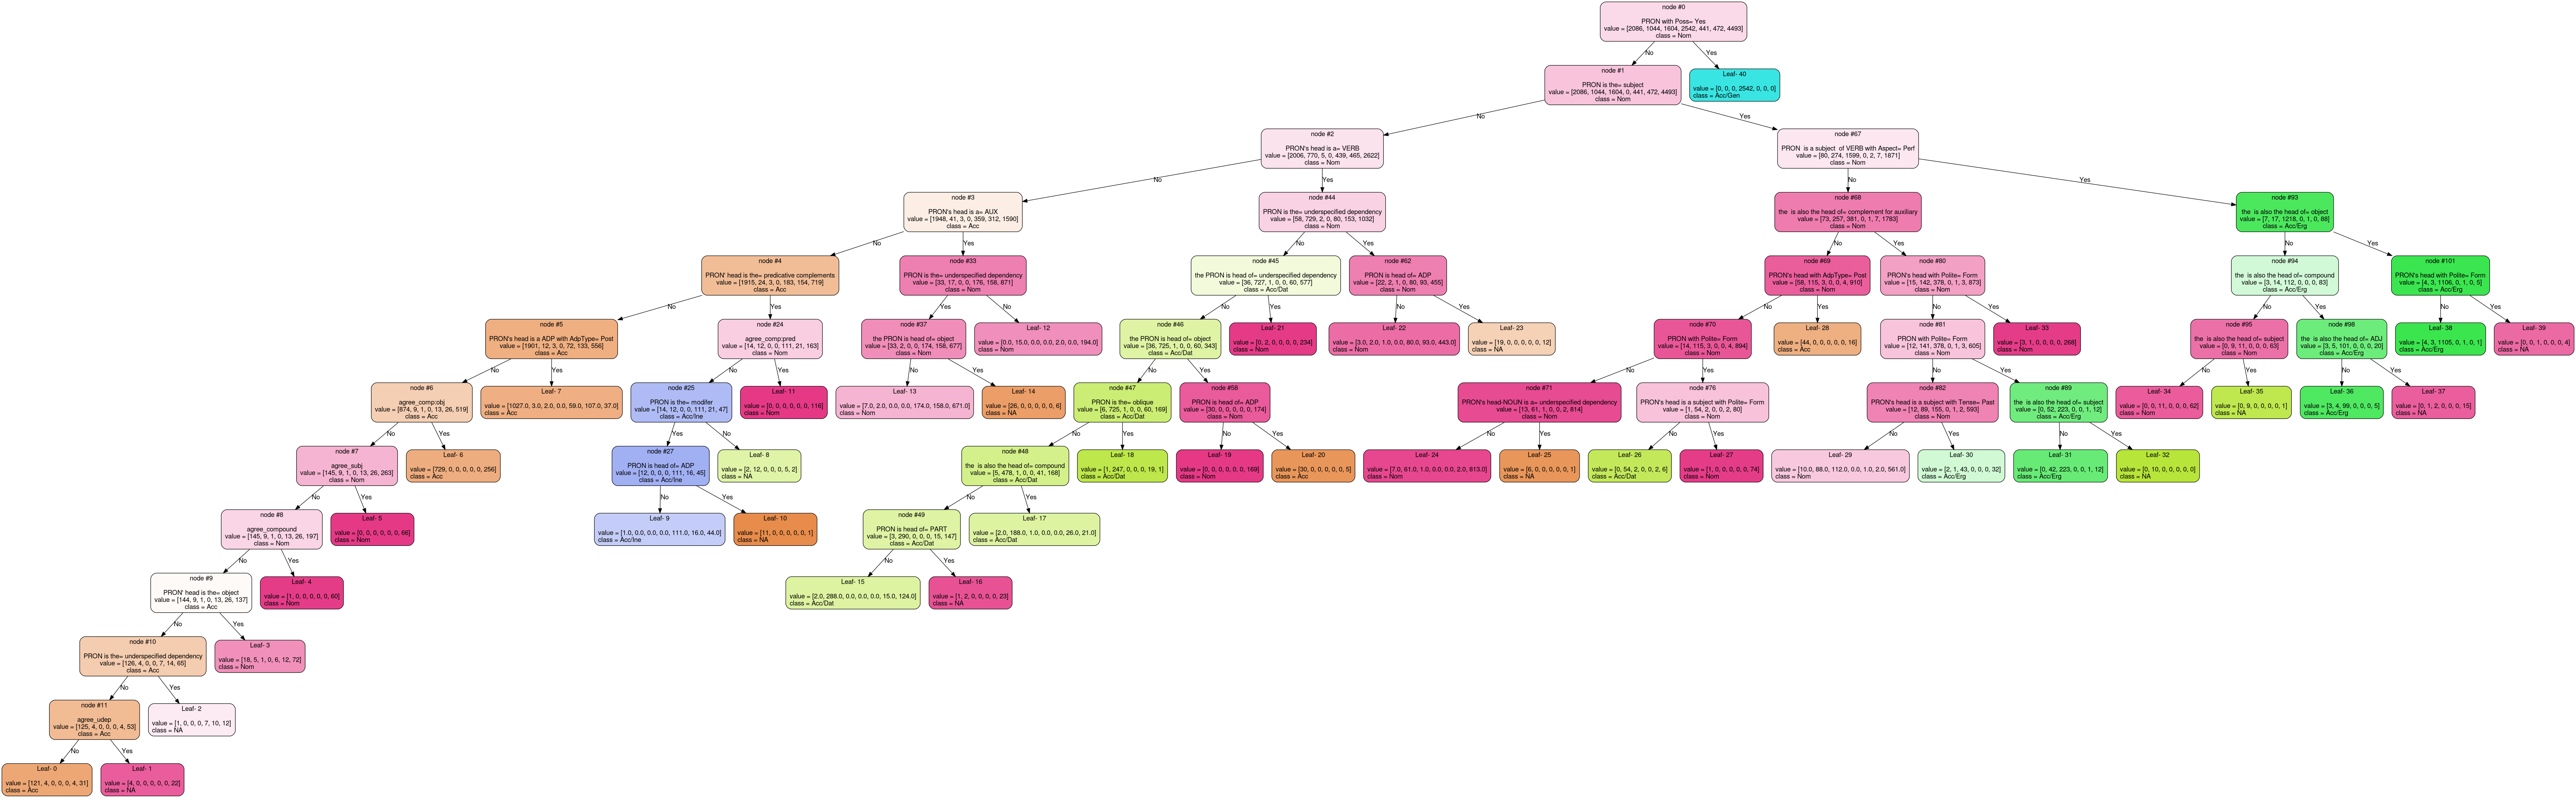 node #0
PRON with Poss= Yes
value = [2086, 1044, 1604, 2542, 441, 472, 4493]
class = Nom
No
Yes
node #1
PRON is the= subject
value = [2086, 1044, 1604, 0, 441, 472, 4493]
class = Nom
Leaf- 40
value = [0, 0, 0, 2542, 0, 0, 0]
class = Acc/Gen
No
Yes
node #2
PRON's head is a= VERB
value = [2006, 770, 5, 0, 439, 465, 2622]
class = Nom
node #67
PRON is a subject of VERB with Aspect= Perf
value = [80, 274, 1599, 0, 2, 7, 1871]
class = Nom
No
Yes
No
Yes
node #3
PRON's head is a= AUX
value = [1948, 41, 3, 0, 359, 312, 1590]
class = Acc
node #44
PRON is the= underspecified dependency
value = [58, 729, 2, 0, 80, 153, 1032]
class = Nom
node #68
the is also the head of= complement for auxiliary
value = [73, 257, 381, 0, 1, 7, 1783]
class = Nom
node #93
the is also the head of= object
value = [7, 17, 1218, 0, 1, 0, 88]
class = Acc/Erg
No
Yes
No
Yes
No
Yes
No
Yes
node #4
PRON' head is the= predicative complements
value = [1915, 24, 3, 0, 183, 154, 719]
class = Acc
node #33
PRON is the= underspecified dependency
value = [33, 17, 0, 0, 176, 158, 871]
class = Nom
node #45
the PRON is head of= underspecified dependency
value = [36, 727, 1, 0, 0, 60, 577]
class = Acc/Dat
node #62
PRON is head of= ADP
value = [22, 2, 1, 0, 80, 93, 455]
class = Nom
node #69
PRON's head with AdpType= Post
value = [58, 115, 3, 0, 0, 4, 910]
class = Nom
node #80
PRON's head with Polite= Form
value = [15, 142, 378, 0, 1, 3, 873]
class = Nom
node #94
the is also the head of= compound
value = [3, 14, 112, 0, 0, 0, 83]
class = Acc/Erg
node #101
PRON's head with Polite= Form
value = [4, 3, 1106, 0, 1, 0, 5]
class = Acc/Erg
No
Yes
Yes
No
No
Yes
No
Yes
No
Yes
No
Yes
No
Yes
No
Yes
node #5
PRON's head is a ADP with AdpType= Post
value = [1901, 12, 3, 0, 72, 133, 556]
class = Acc
node #24
agree_comp:pred
value = [14, 12, 0, 0, 111, 21, 163]
class = Nom
node #37
the PRON is head of= object
value = [33, 2, 0, 0, 174, 158, 677]
class = Nom
Leaf- 12
value = [0.0, 15.0, 0.0, 0.0, 2.0, 0.0, 194.0]
class = Nom
node #46
the PRON is head of= object
value = [36, 725, 1, 0, 0, 60, 343]
class = Acc/Dat
Leaf- 21
value = [0, 2, 0, 0, 0, 0, 234]
class = Nom
Leaf- 22
value = [3.0, 2.0, 1.0, 0.0, 80.0, 93.0, 443.0]
class = Nom
Leaf- 23
value = [19, 0, 0, 0, 0, 0, 12]
class = NA
node #70
PRON with Polite= Form
value = [14, 115, 3, 0, 0, 4, 894]
class = Nom
Leaf- 28
value = [44, 0, 0, 0, 0, 0, 16]
class = Acc
node #81
PRON with Polite= Form
value = [12, 141, 378, 0, 1, 3, 605]
class = Nom
Leaf- 33
value = [3, 1, 0, 0, 0, 0, 268]
class = Nom
node #95
the is also the head of= subject
value = [0, 9, 11, 0, 0, 0, 63]
class = Nom
node #98
the is also the head of= ADJ
value = [3, 5, 101, 0, 0, 0, 20]
class = Acc/Erg
Leaf- 38
value = [4, 3, 1105, 0, 1, 0, 1]
class = Acc/Erg
Leaf- 39
value = [0, 0, 1, 0, 0, 0, 4]
class = NA
No
Yes
No
Yes
No
Yes
No
Yes
No
Yes
No
Yes
No
Yes
No
Yes
node #6
agree_comp:obj
value = [874, 9, 1, 0, 13, 26, 519]
class = Acc
Leaf- 7
value = [1027.0, 3.0, 2.0, 0.0, 59.0, 107.0, 37.0]
class = Acc
node #25
PRON is the= modifer
value = [14, 12, 0, 0, 111, 21, 47]
class = Acc/Ine
Leaf- 11
value = [0, 0, 0, 0, 0, 0, 116]
class = Nom
Leaf- 13
value = [7.0, 2.0, 0.0, 0.0, 174.0, 158.0, 671.0]
class = Nom
Leaf- 14
value = [26, 0, 0, 0, 0, 0, 6]
class = NA
node #47
PRON is the= oblique
value = [6, 725, 1, 0, 0, 60, 169]
class = Acc/Dat
node #58
PRON is head of= ADP
value = [30, 0, 0, 0, 0, 0, 174]
class = Nom
node #71
PRON's head-NOUN is a= underspecified dependency
value = [13, 61, 1, 0, 0, 2, 814]
class = Nom
node #76
PRON's head is a subject with Polite= Form
value = [1, 54, 2, 0, 0, 2, 80]
class = Nom
node #82
PRON's head is a subject with Tense= Past
value = [12, 89, 155, 0, 1, 2, 593]
class = Nom
node #89
the is also the head of= subject
value = [0, 52, 223, 0, 0, 1, 12]
class = Acc/Erg
Leaf- 34
value = [0, 0, 11, 0, 0, 0, 62]
class = Nom
Leaf- 35
value = [0, 9, 0, 0, 0, 0, 1]
class = NA
Leaf- 36
value = [3, 4, 99, 0, 0, 0, 5]
class = Acc/Erg
Leaf- 37
value = [0, 1, 2, 0, 0, 0, 15]
class = NA
No
Yes
Yes
No
No
Yes
No
Yes
No
Yes
No
Yes
No
Yes
No
Yes
node #7
agree_subj
value = [145, 9, 1, 0, 13, 26, 263]
class = Nom
Leaf- 6
value = [729, 0, 0, 0, 0, 0, 256]
class = Acc
node #27
PRON is head of= ADP
value = [12, 0, 0, 0, 111, 16, 45]
class = Acc/Ine
Leaf- 8
value = [2, 12, 0, 0, 0, 5, 2]
class = NA
node #48
the is also the head of= compound
value = [5, 478, 1, 0, 0, 41, 168]
class = Acc/Dat
Leaf- 18
value = [1, 247, 0, 0, 0, 19, 1]
class = Acc/Dat
Leaf- 19
value = [0, 0, 0, 0, 0, 0, 169]
class = Nom
Leaf- 20
value = [30, 0, 0, 0, 0, 0, 5]
class = Acc
Leaf- 24
value = [7.0, 61.0, 1.0, 0.0, 0.0, 2.0, 813.0]
class = Nom
Leaf- 25
value = [6, 0, 0, 0, 0, 0, 1]
class = NA
Leaf- 26
value = [0, 54, 2, 0, 0, 2, 6]
class = Acc/Dat
Leaf- 27
value = [1, 0, 0, 0, 0, 0, 74]
class = Nom
Leaf- 29
value = [10.0, 88.0, 112.0, 0.0, 1.0, 2.0, 561.0]
class = Nom
Leaf- 30
value = [2, 1, 43, 0, 0, 0, 32]
class = Acc/Erg
Leaf- 31
value = [0, 42, 223, 0, 0, 1, 12]
class = Acc/Erg
Leaf- 32
value = [0, 10, 0, 0, 0, 0, 0]
class = NA
No
Yes
No
Yes
No
Yes
node #8
agree_compound
value = [145, 9, 1, 0, 13, 26, 197]
class = Nom
Leaf- 5
value = [0, 0, 0, 0, 0, 0, 66]
class = Nom
Leaf- 9
value = [1.0, 0.0, 0.0, 0.0, 111.0, 16.0, 44.0]
class = Acc/Ine
Leaf- 10
value = [11, 0, 0, 0, 0, 0, 1]
class = NA
node #49
PRON is head of= PART
value = [3, 290, 0, 0, 0, 15, 147]
class = Acc/Dat
Leaf- 17
value = [2.0, 188.0, 1.0, 0.0, 0.0, 26.0, 21.0]
class = Acc/Dat
No
Yes
No
Yes
node #9
PRON' head is the= object
value = [144, 9, 1, 0, 13, 26, 137]
class = Acc
Leaf- 4
value = [1, 0, 0, 0, 0, 0, 60]
class = Nom
Leaf- 15
value = [2.0, 288.0, 0.0, 0.0, 0.0, 15.0, 124.0]
class = Acc/Dat
Leaf- 16
value = [1, 2, 0, 0, 0, 0, 23]
class = NA
No
Yes
node #10
PRON is the= underspecified dependency
value = [126, 4, 0, 0, 7, 14, 65]
class = Acc
Leaf- 3
value = [18, 5, 1, 0, 6, 12, 72]
class = Nom
No
Yes
node #11
agree_udep
value = [125, 4, 0, 0, 0, 4, 53]
class = Acc
Leaf- 2
value = [1, 0, 0, 0, 7, 10, 12]
class = NA
No
Yes
Leaf- 0
value = [121, 4, 0, 0, 0, 4, 31]
class = Acc
Leaf- 1
value = [4, 0, 0, 0, 0, 0, 22]
class = NA